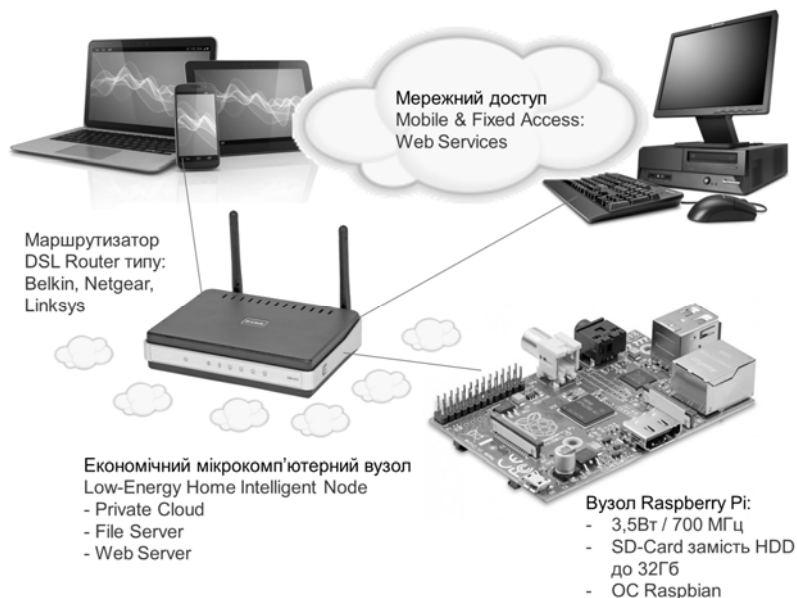 Мережний доступ
Mobile & Fixed Access:
Web Services
Маршрутизатор
DSL Router типу:
Belkin, Netgear,
Linksys
Економічний мікрокомп'ютерний вузол
Low-Energy Home Intelligent Node
- Private Cloud
- File Server
- Web Server
Вузол Raspberry Pi:
- 3,5Вт / 700 МГц
- SD-Card замість HDD
до 32Гб
- ОС Raspbian